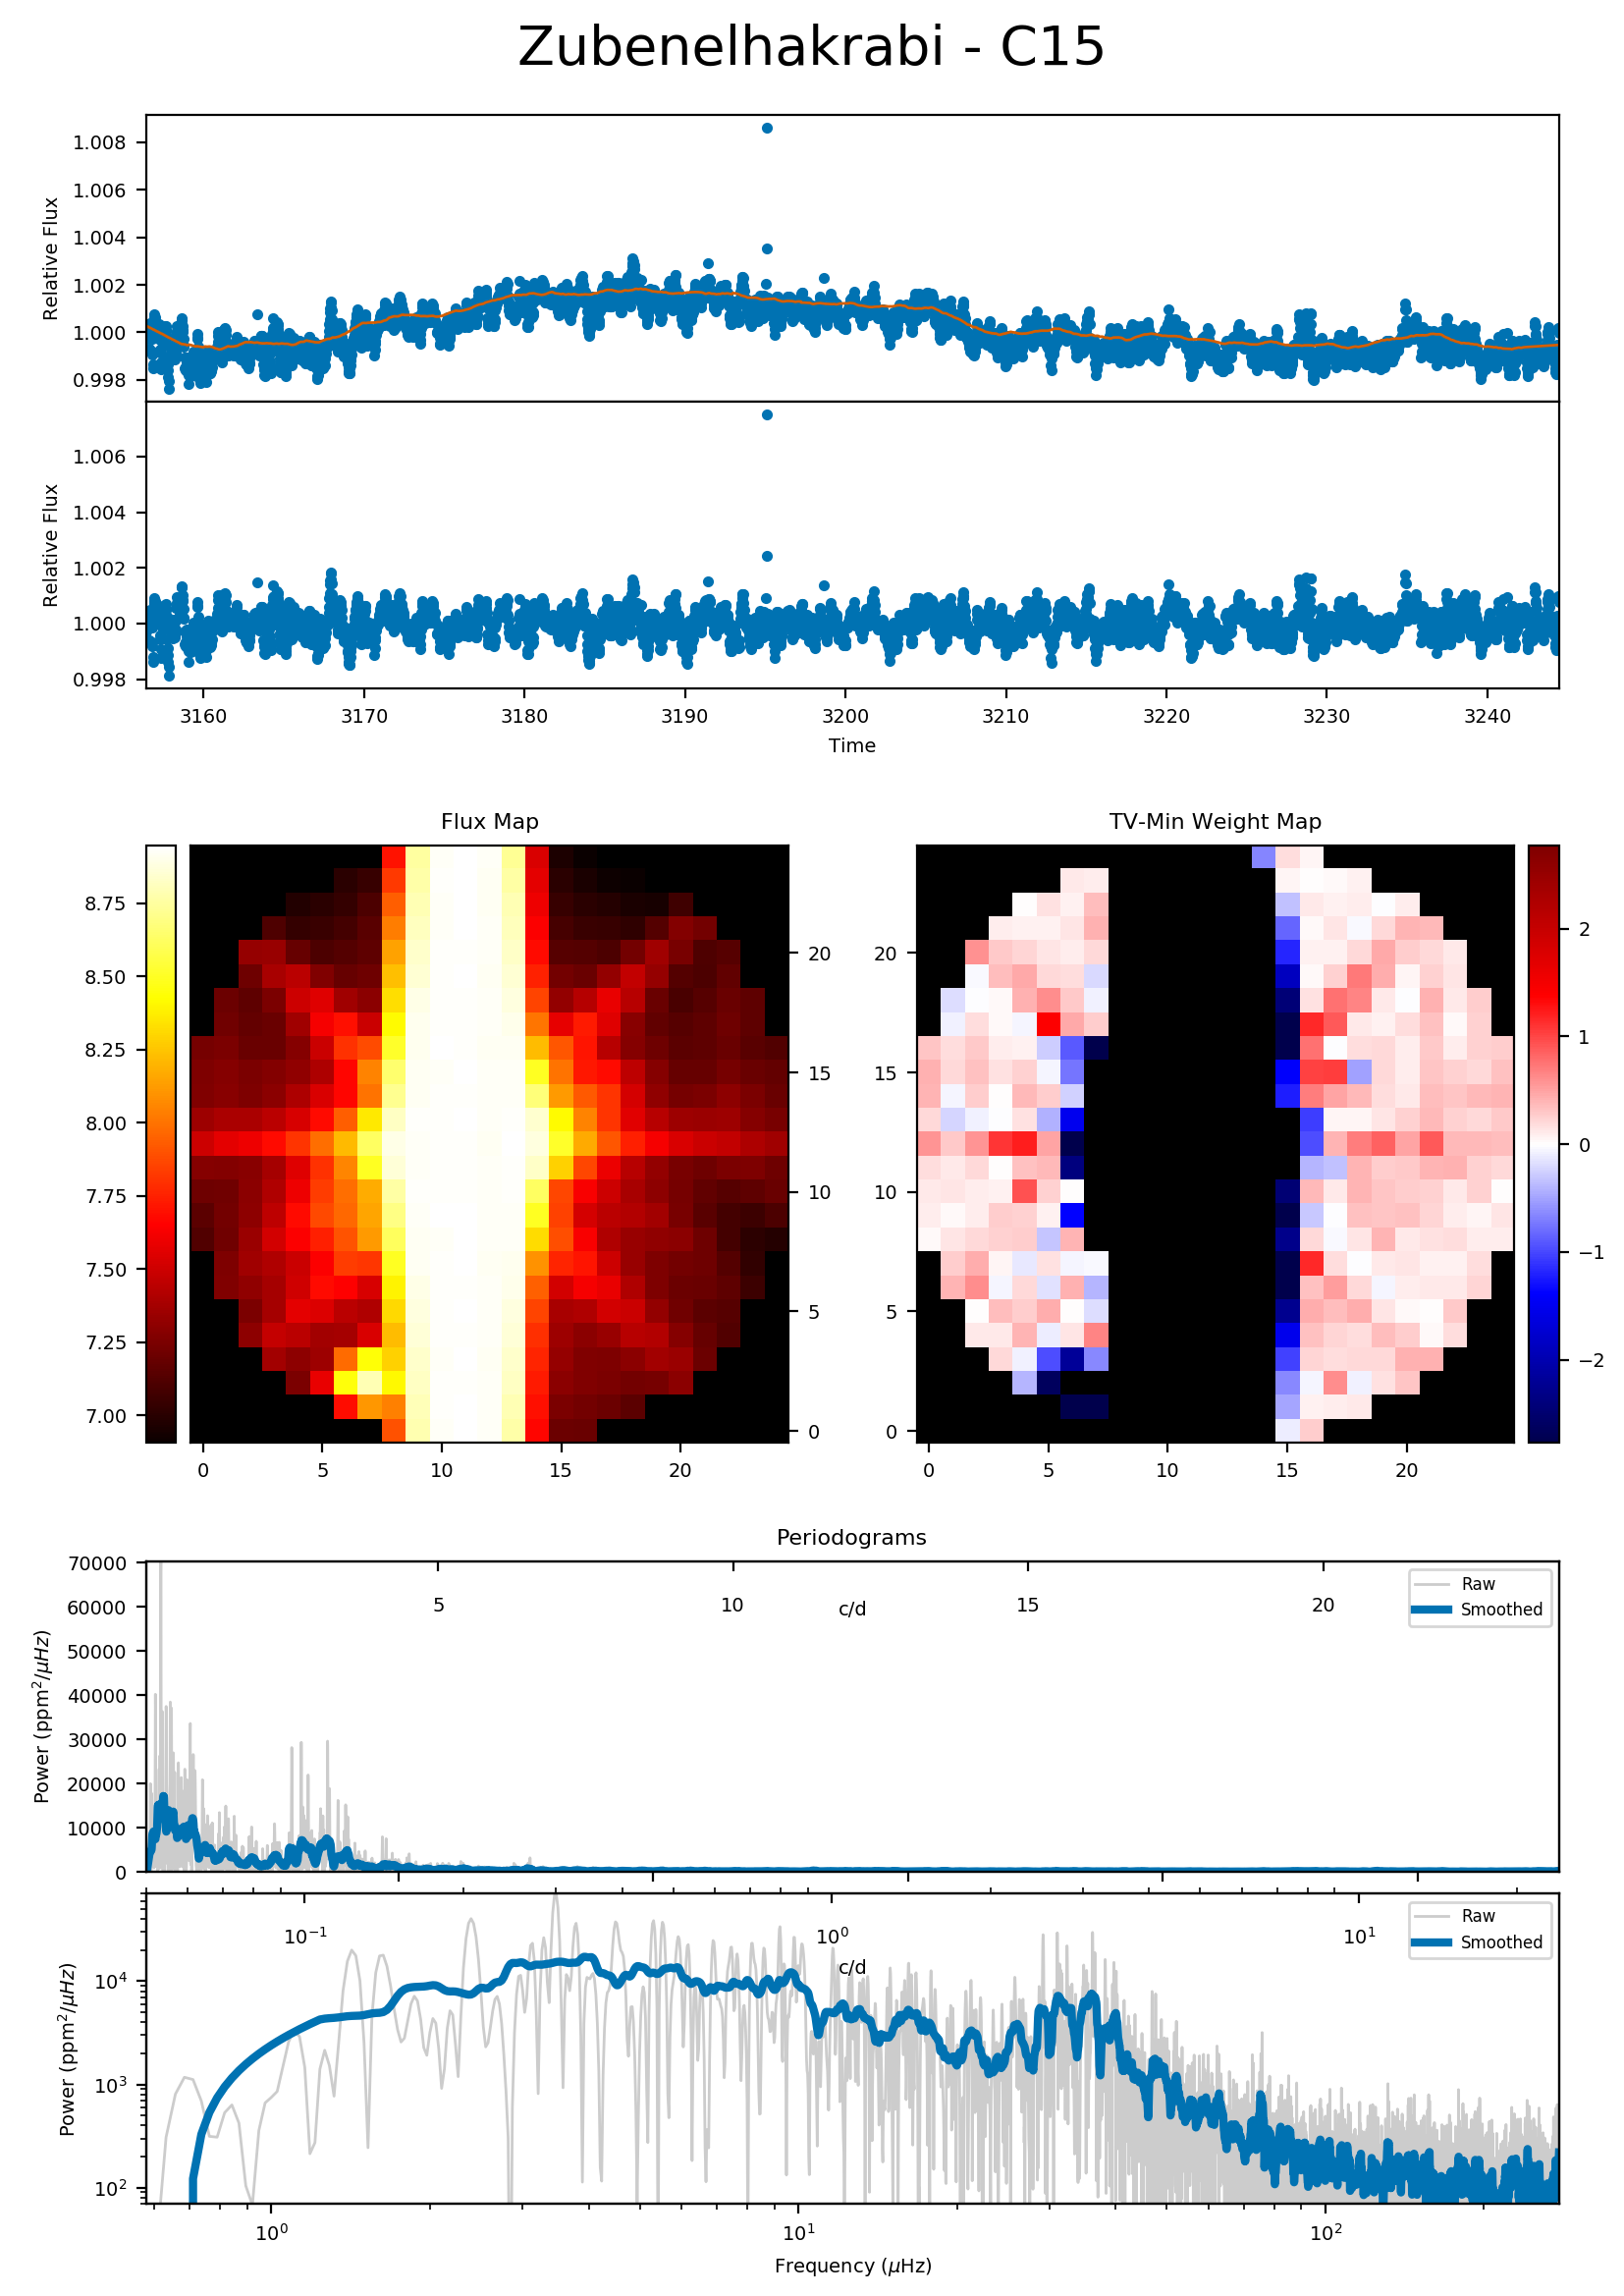 Zubenelhakrabi - C15
1.008
1.006
1.004
1.002
1.000
0.998
Relative Flux
1.006
1.004
1.002
1.000
0.998
Relative Flux
3160 3170 3180 3190 3200 3210 3220 3230 3240
Time
Flux Map
8.75
8.50
8.25
8.00
7.75
7.50
7.25
7.00
20
15
10
5
0
0 5 10 15 20
TV-Min Weight Map
20
15
10
5
0
0 5 10 15 20
2
1
0
−1
−2
Periodograms
70000
60000
50000
40000
30000
20000
10000
0
Power (ppm²/μHz)
5 10 15 20
c/d
Raw
Smoothed
10⁻¹ 10⁰ 10¹
c/d
Raw
Smoothed
10⁴
10³
10²
Power (ppm²/μHz)
10⁰ 10¹ 10²
Frequency (μHz)